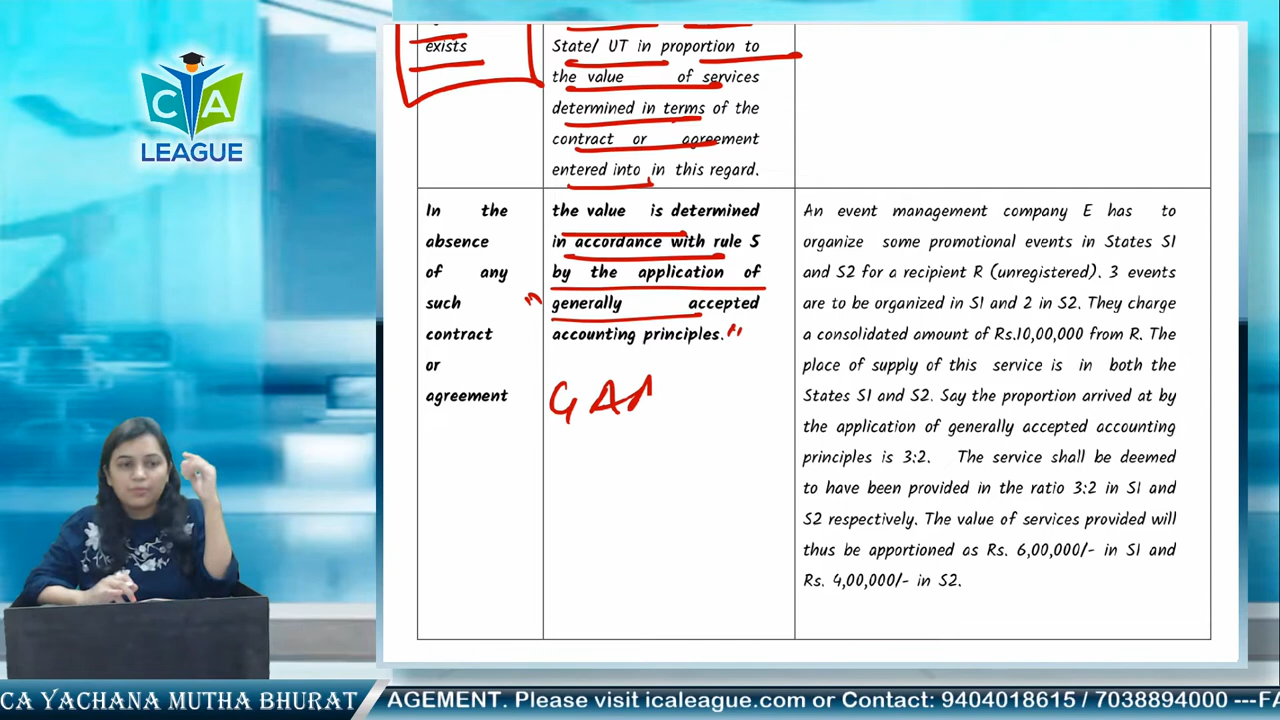 CA
LEAGUE
exists
State/ UT in proportion to
the value of services
determined in terms of the
contract or agreement
entered into in this regard.
In the
absence
of any
such
contract
or
agreement
the value is determined
in accordance with rule 5
by the application of
generally accepted
accounting principles.
GAA
An event management company E has to
organize some promotional events in States S1
and S2 for a recipient R (unregistered). 3 events
are to be organized in S1 and 2 in S2. They charge
a consolidated amount of Rs.10,00,000 from R. The
place of supply of this service is in both the
States S1 and S2. Say the proportion arrived at by
the application of generally accepted accounting
principles is 3:2. The service shall be deemed
to have been provided in the ratio 3:2 in S1 and
S2 respectively. The value of services provided will
thus be apportioned as Rs. 6,00,000/- in S1 and
Rs. 4,00,000/- in S2.
CA YACHANA MUTHA BHURAT
AGEMENT. Please visit icaleague.com or Contact: 9404018615 / 7038894000 ---FA